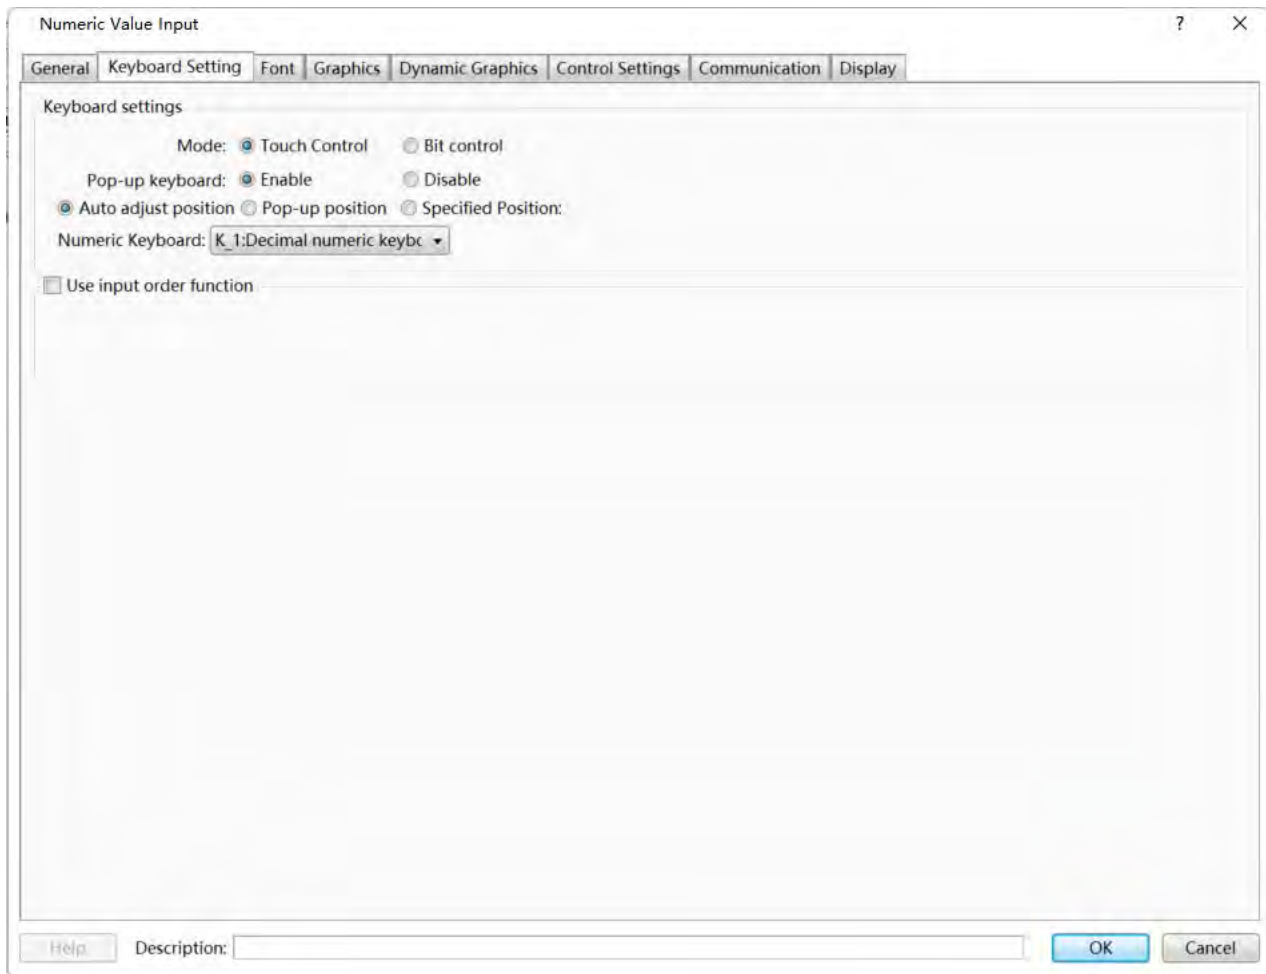 Numeric Value Input ?
General Keyboard Setting Font Graphics Dynamic Graphics Control Settings Communication Display
Keyboard settings
Mode: Touch Control Bit control
Pop-up keyboard: Enable Disable
Auto adjust position Pop-up position Specified Position:
Numeric Keyboard: K_1:Decimal numeric keybc
Use input order function
Help Description: OK Cancel